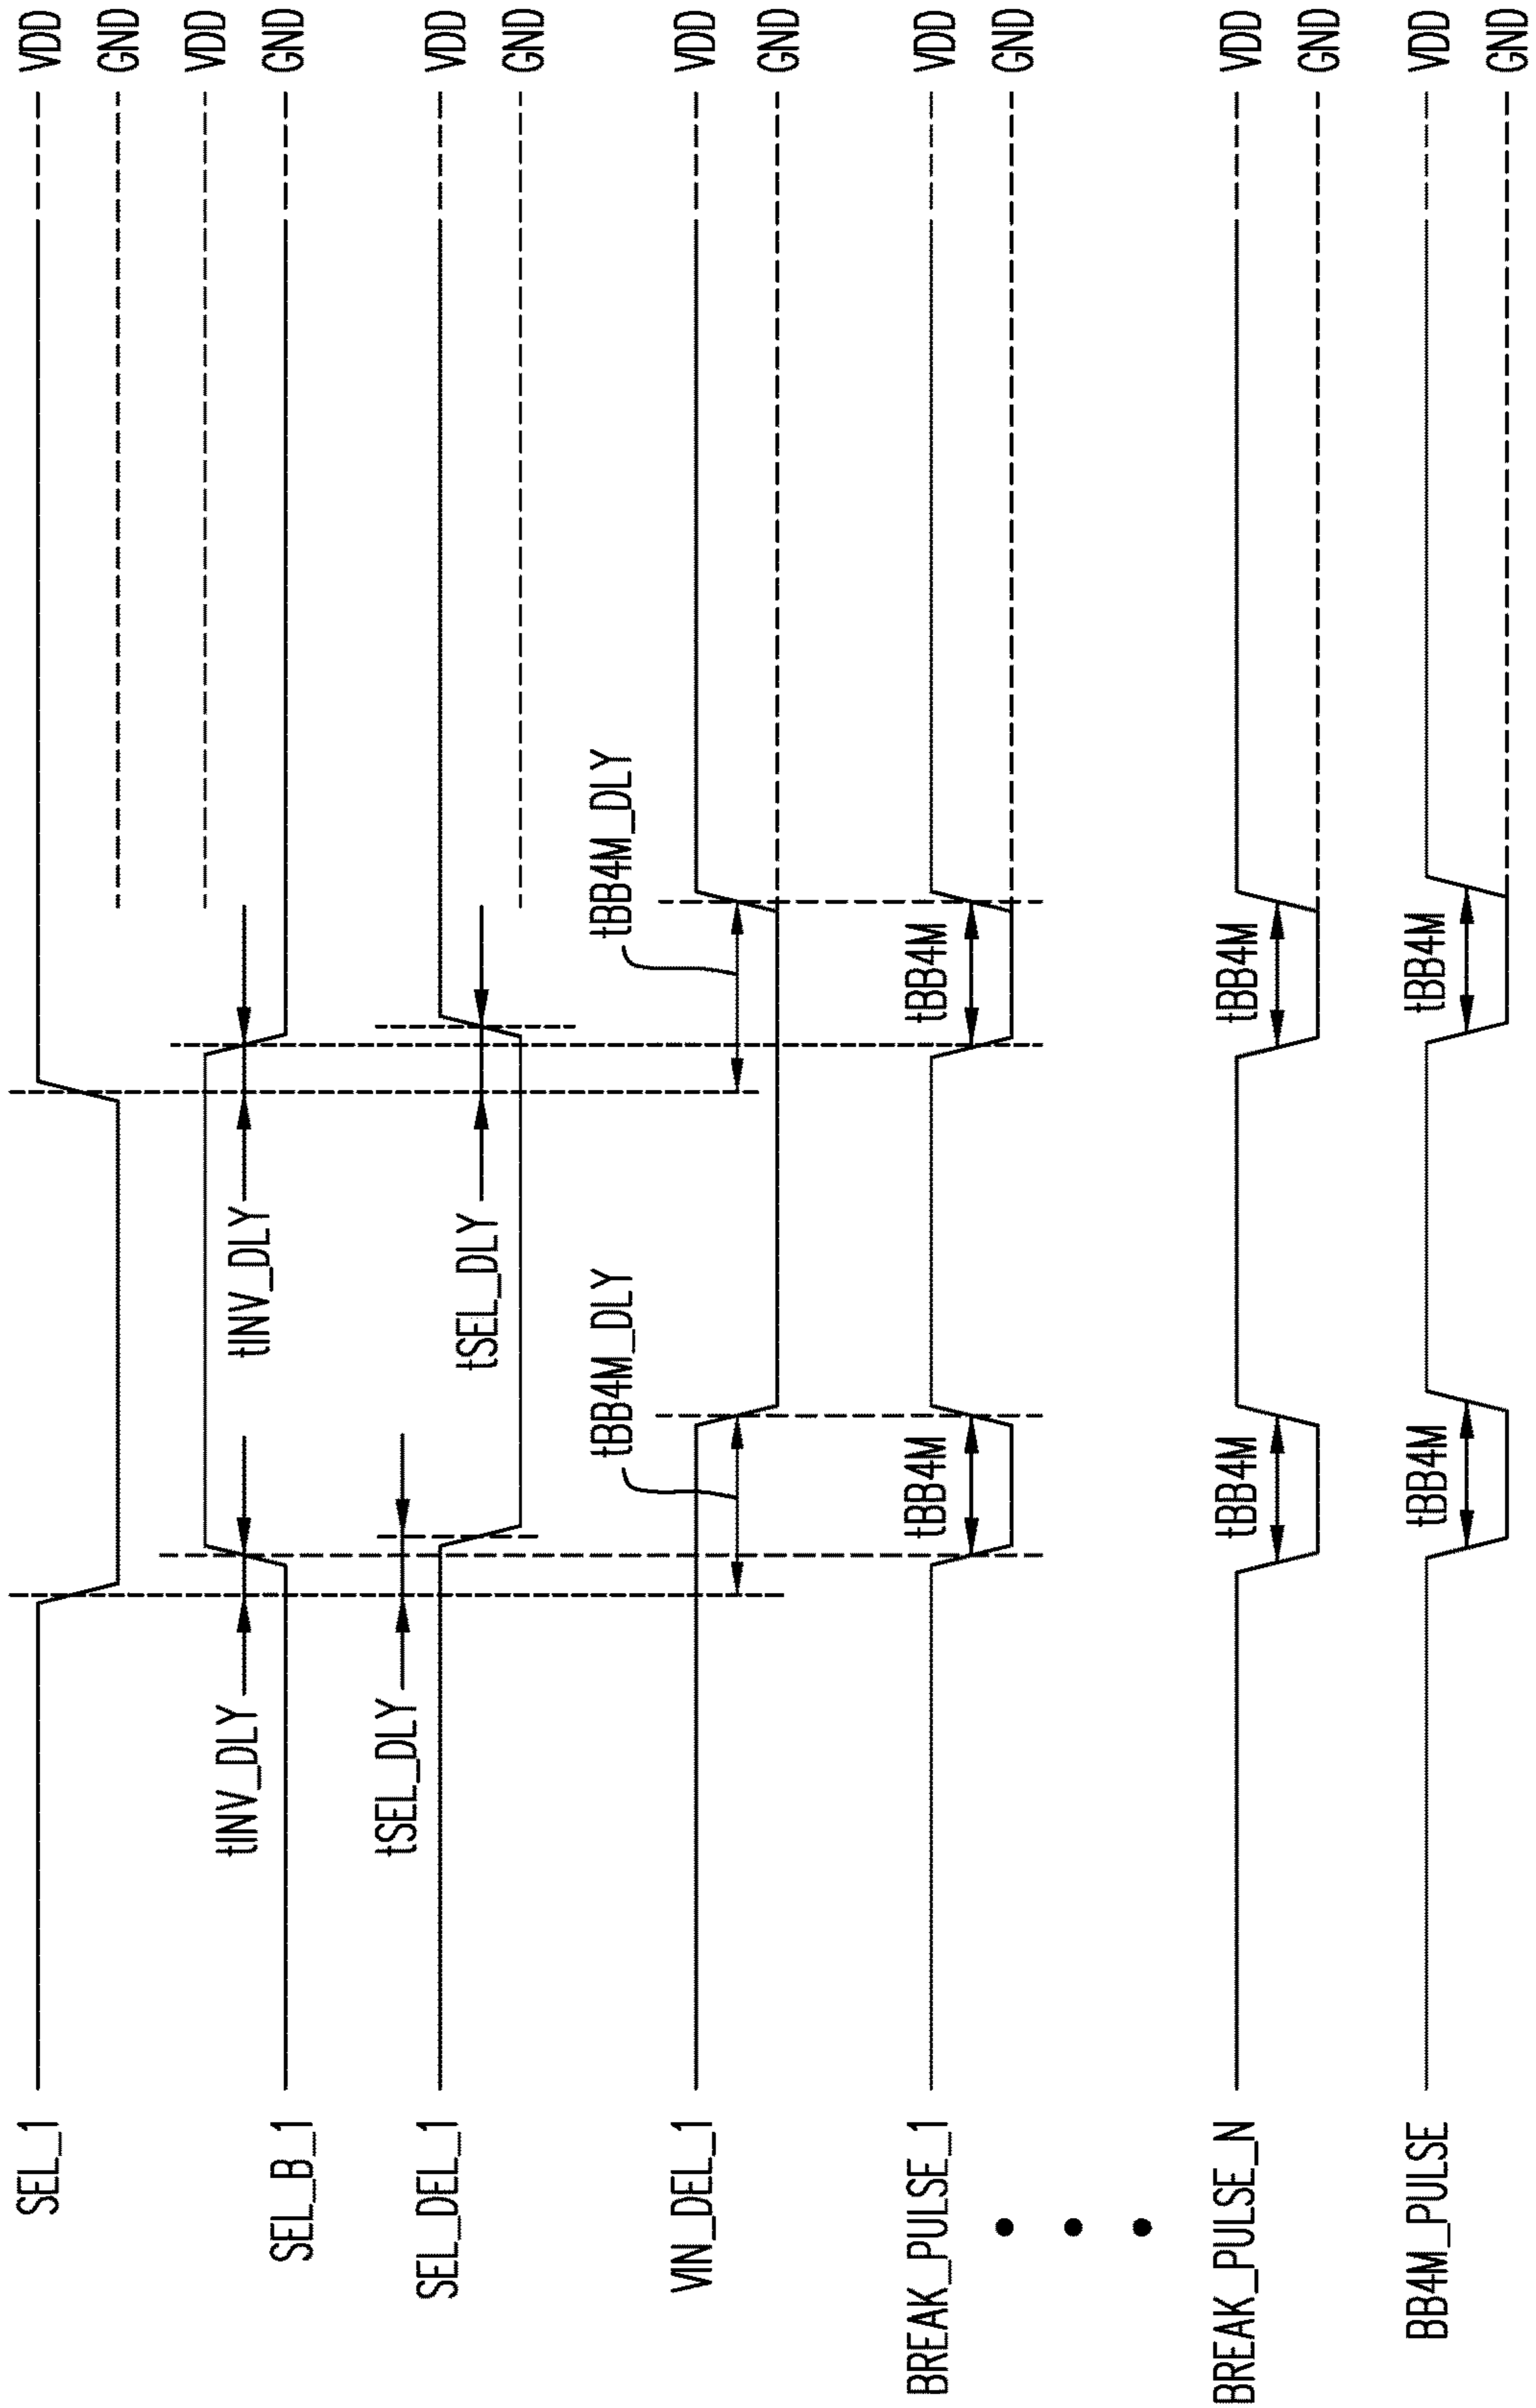 SEL_1
VDD
GND
SEL_B_1
tINV_DLY
tINV_DLY
VDD
GND
SEL_DEL_1
tSEL_DLY
tSEL_DLY
VDD
GND
VIN_DEL_1
tBB4M_DLY
tBB4M_DLY
VDD
GND
BREAK_PULSE_1
tBB4M
tBB4M
VDD
GND
BREAK_PULSE_N
tBB4M
tBB4M
VDD
GND
BB4M_PULSE
tBB4M
tBB4M
VDD
GND